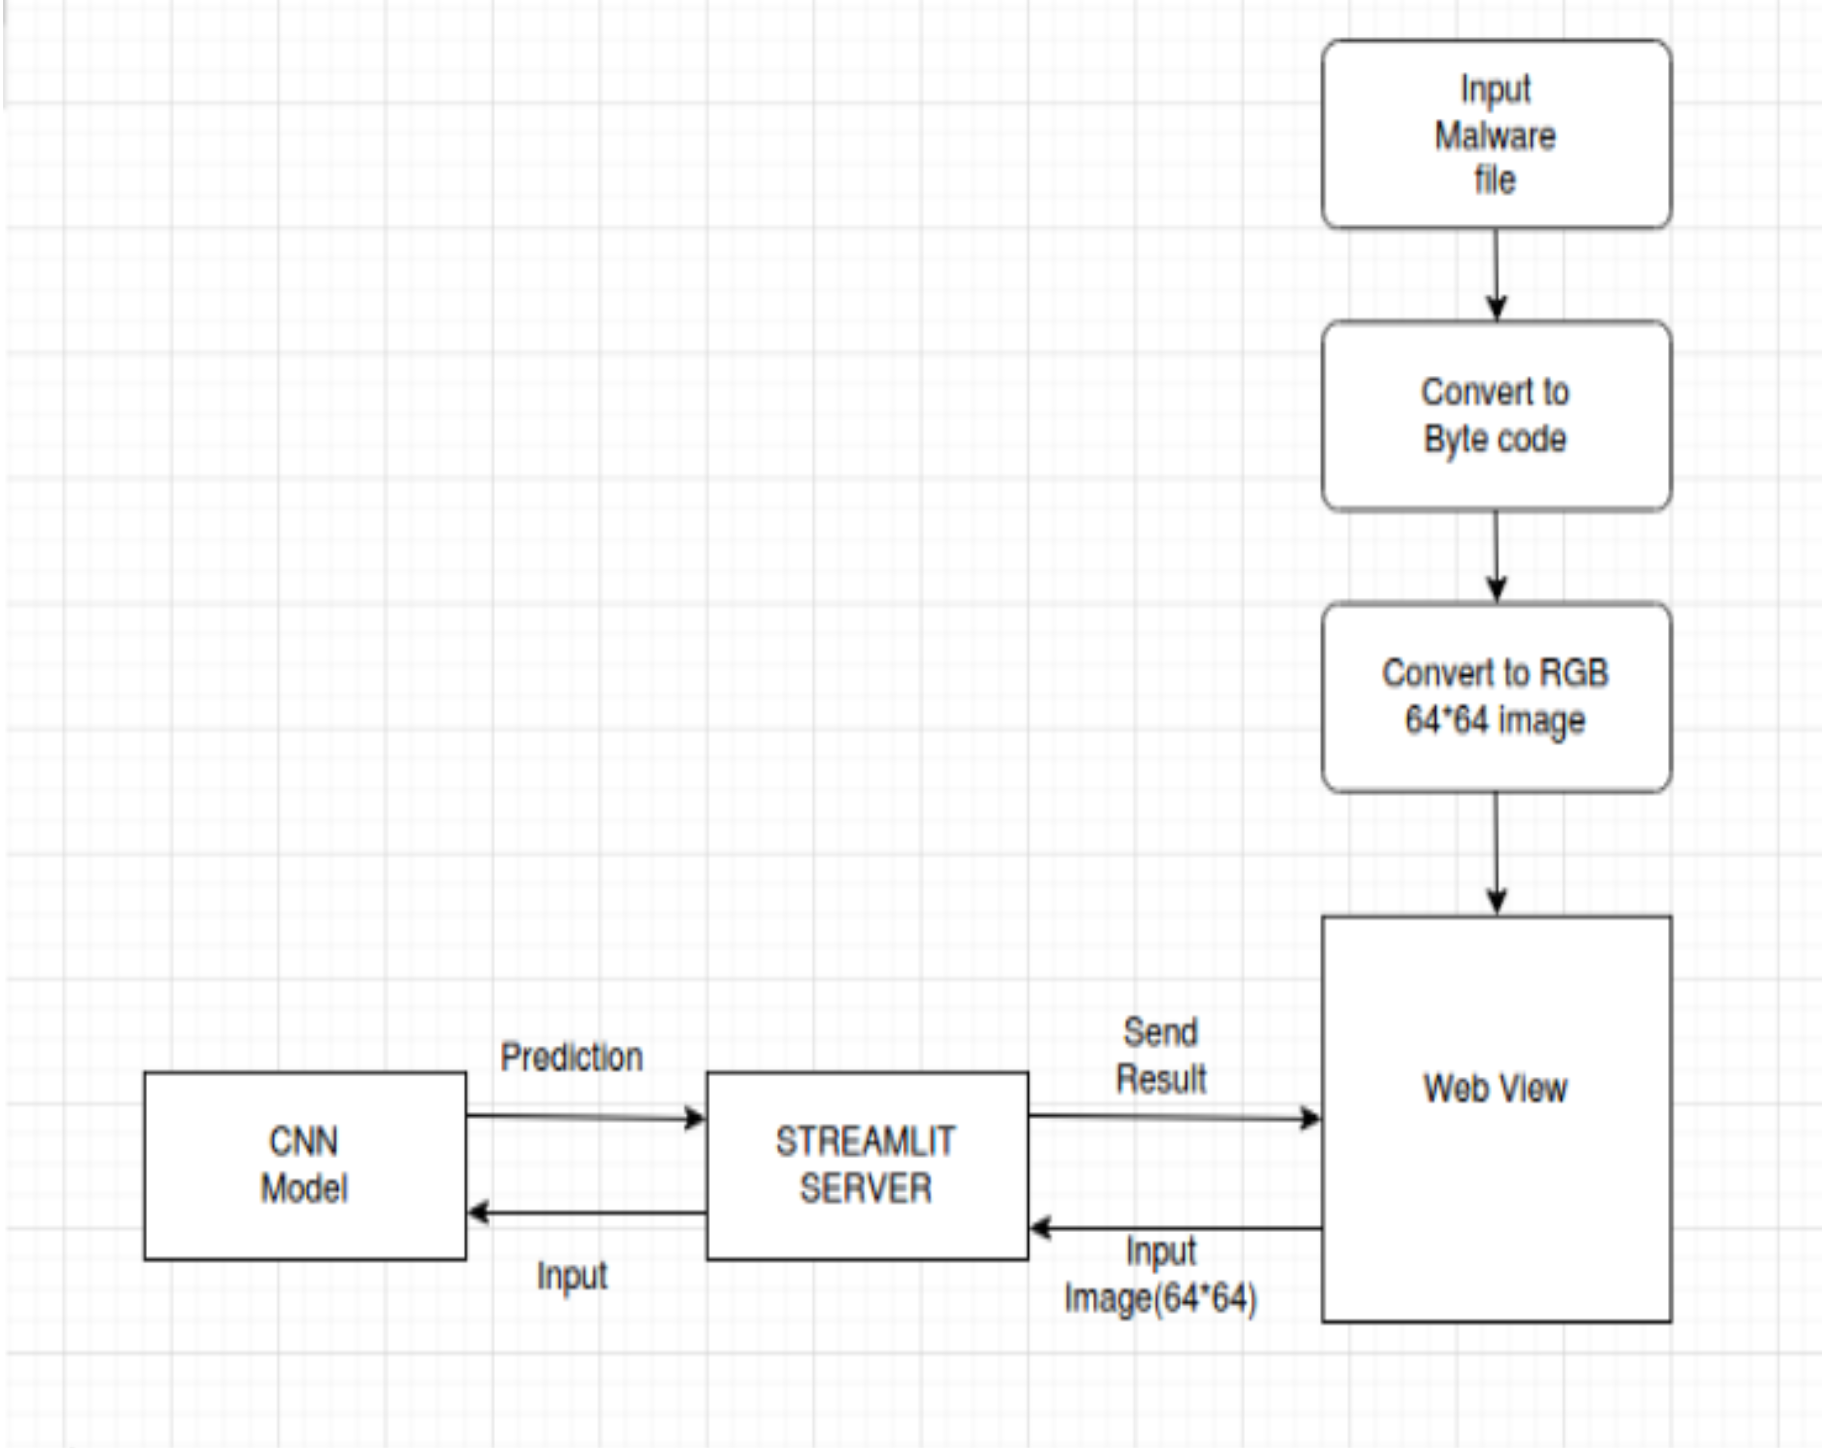 Input
Malware
file
Convert to
Byte code
Convert to RGB
64*64 image
Web View
Send
Result
Input
Image(64*64)
STREAMLIT
SERVER
Prediction
Input
CNN
Model